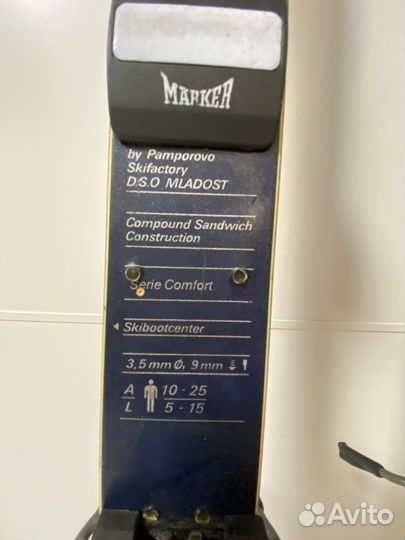 MARKER
by Pamporovo
Skifactory
D.S.O MLADOST
Compound Sandwich
Construction
Serie Comfort
Skibootcenter
3,5 mm Ø, 9 mm
A 10 - 25
L 5 - 15
Avito